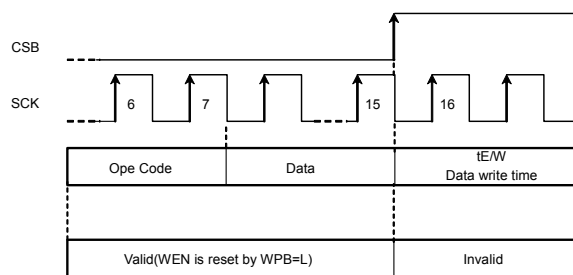 CSB
SCK
6
7
15
16
Ope Code
Data
tE/W
Data write time
Valid(WEN is reset by WPB=L)
Invalid